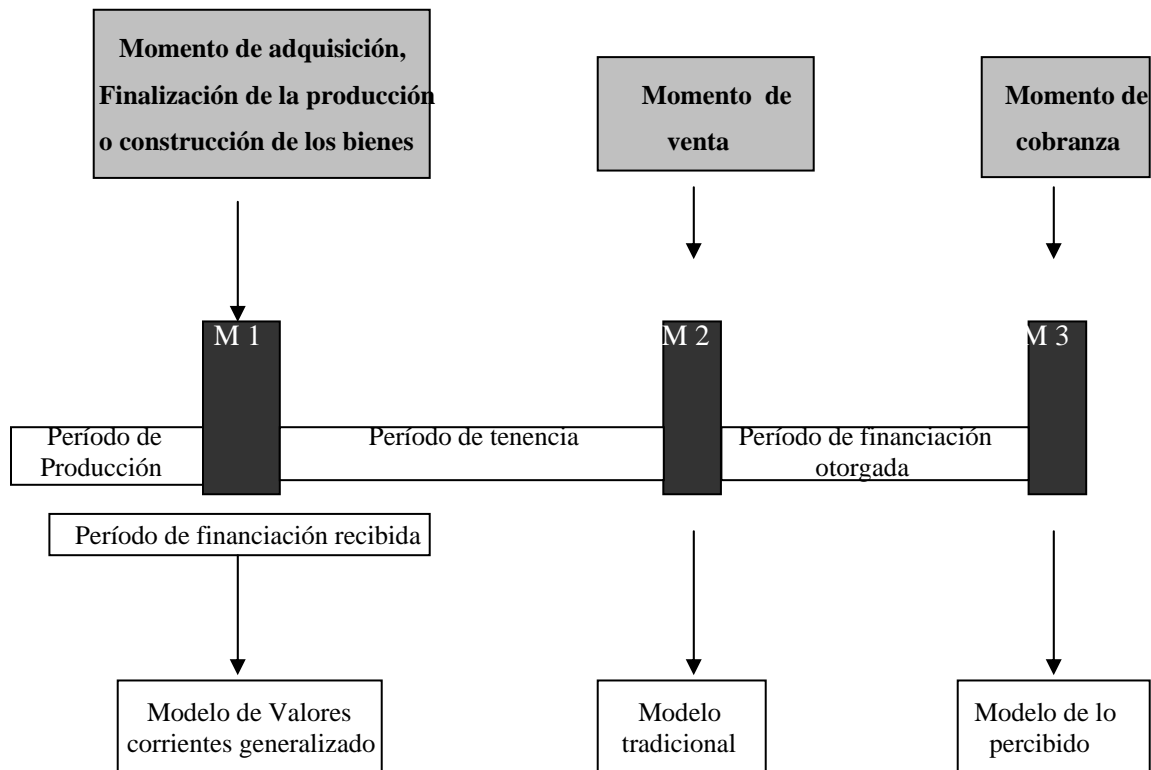 Momento de adquisición,
Finalización de la producción
o construcción de los bienes
Momento de
venta
Momento de
cobranza
M 1
M 2
M 3
Período de
Producción
Período de tenencia
Período de financiación
otorgada
Período de financiación recibida
Modelo de Valores
corrientes generalizado
Modelo
tradicional
Modelo de lo
percibido